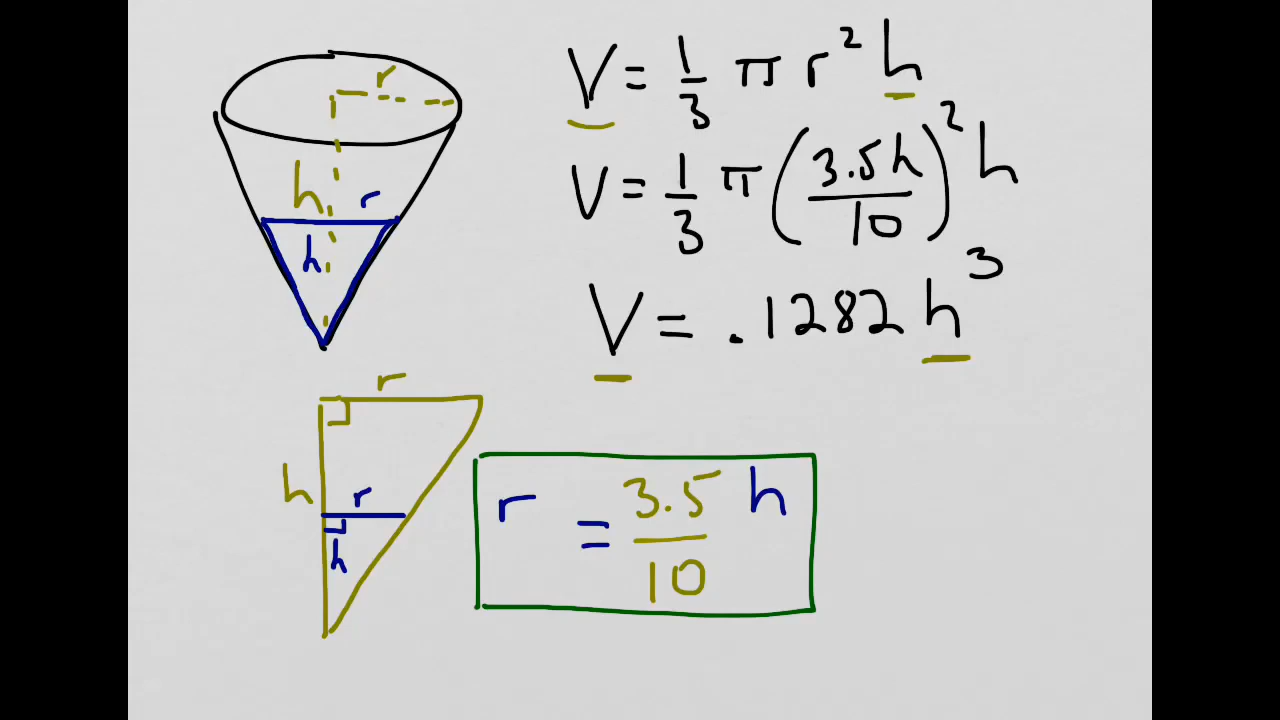 V = 1/3 π r² h
V = 1/3 π (3.5h/10)² h
V = .1282 h³
r
h
r
h
r
h
r
h
r = 3.5/10 h